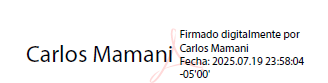 Carlos Mamani
Firmado digitalmente por
Carlos Mamani
Fecha: 2025.07.19 23:58:04
-05'00'